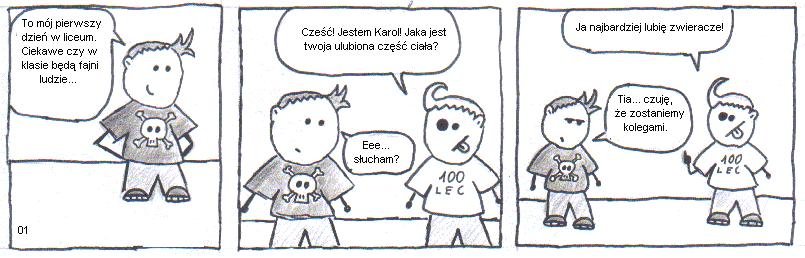 To mój pierwszy
dzień w liceum.
Ciekawe czy w
klasie będą fajni
ludzie...
01
Cześć! Jestem Karol! Jaka jest
twoja ulubiona część ciała?
Eee...
słucham?
100
LEC
Ja najbardziej lubię zwieracze!
Tia... czuję,
że zostaniemy
kolegami.
100
LEC